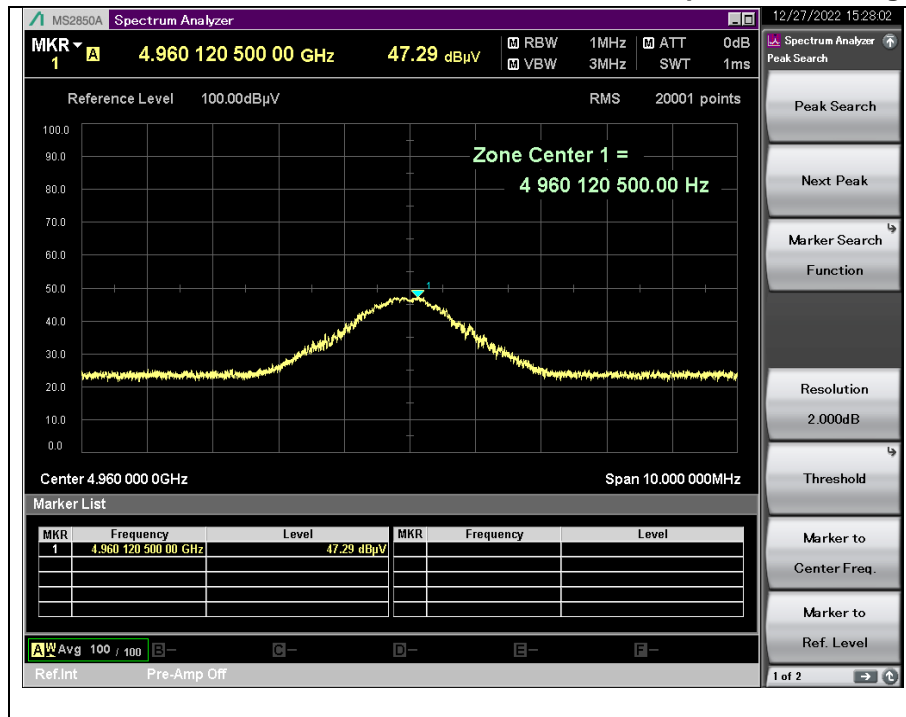 MS2850A Spectrum Analyzer
12/27/2022 15:28:02
MKR 1 A 4.960 120 500 00 GHz 47.29 dBµV
M RBW 1MHz M ATT 0dB
M VBW 3MHz SWT 1ms
Spectrum Analyzer
Peak Search
Reference Level 100.00dBµV RMS 20001 points
100.0
90.0
80.0
70.0
60.0
50.0
40.0
30.0
20.0
10.0
0.0
Zone Center 1 =
4 960 120 500.00 Hz
1
Center 4.960 000 0GHz Span 10.000 000MHz
Marker List
MKR Frequency Level MKR Frequency Level
1 4.960 120 500 00 GHz 47.29 dBµV
A W Avg 100 / 100 B – C – D – E – F –
Ref.Int Pre-Amp Off
Peak Search
Next Peak
Marker Search
Function
Resolution
2.000dB
Threshold
Marker to
Center Freq.
Marker to
Ref. Level
1 of 2